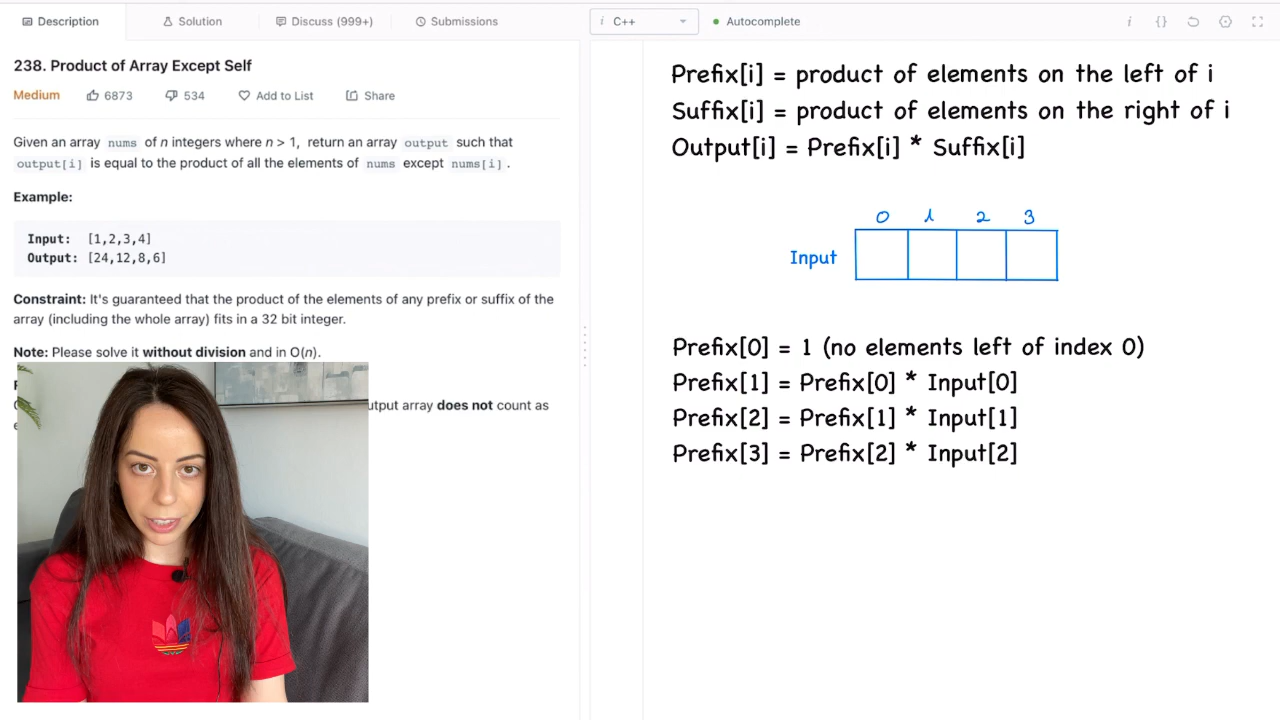 Description
Solution
Discuss (999+)
Submissions
i C++
Autocomplete
i {}
238. Product of Array Except Self
Medium 6873 534 Add to List Share
Given an array nums of n integers where n > 1, return an array output such that
output[i] is equal to the product of all the elements of nums except nums[i].
Example:
Input: [1,2,3,4]
Output: [24,12,8,6]
Constraint: It's guaranteed that the product of the elements of any prefix or suffix of the
array (including the whole array) fits in a 32 bit integer.
Note: Please solve it without division and in O(n).
array does not count as
Prefix[i] = product of elements on the left of i
Suffix[i] = product of elements on the right of i
Output[i] = Prefix[i] * Suffix[i]
0 1 2 3
Input
Prefix[0] = 1 (no elements left of index 0)
Prefix[1] = Prefix[0] * Input[0]
Prefix[2] = Prefix[1] * Input[1]
Prefix[3] = Prefix[2] * Input[2]